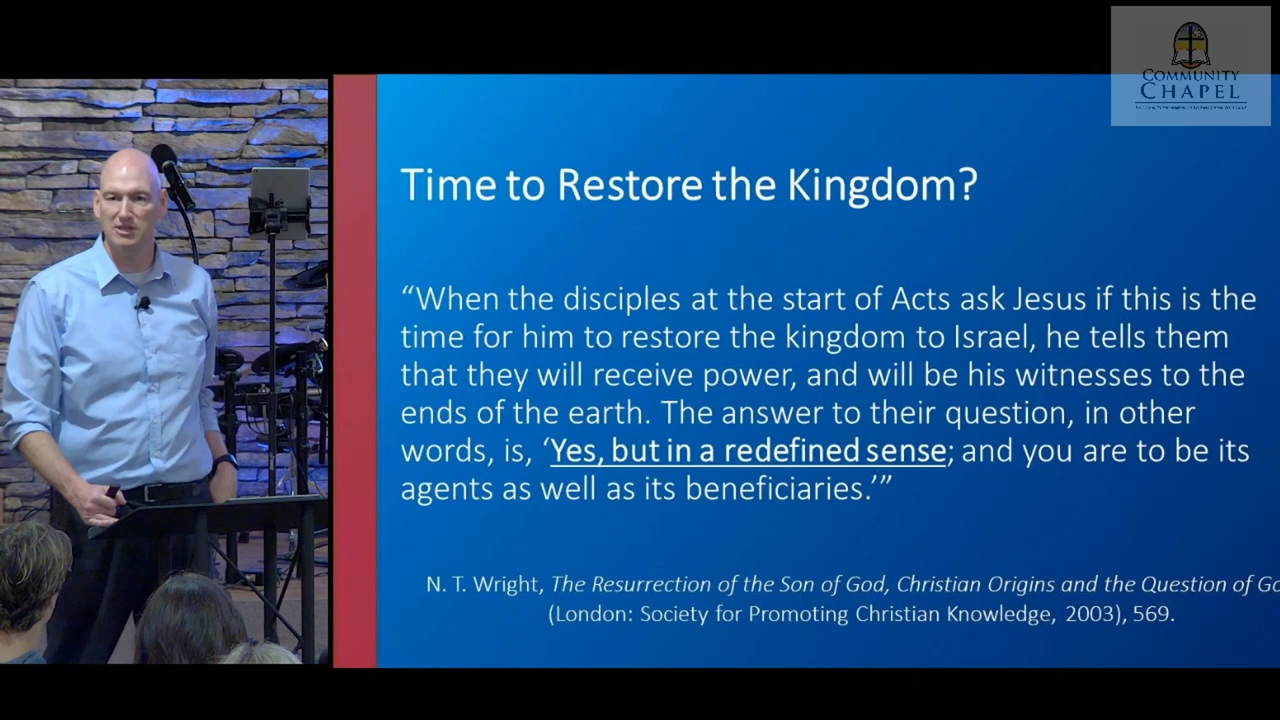 COMMUNITY
CHAPEL
Time to Restore the Kingdom?
“When the disciples at the start of Acts ask Jesus if this is the
time for him to restore the kingdom to Israel, he tells them
that they will receive power, and will be his witnesses to the
ends of the earth. The answer to their question, in other
words, is, ‘Yes, but in a redefined sense; and you are to be its
agents as well as its beneficiaries.’”
N. T. Wright, The Resurrection of the Son of God, Christian Origins and the Question of
(London: Society for Promoting Christian Knowledge, 2003), 569.